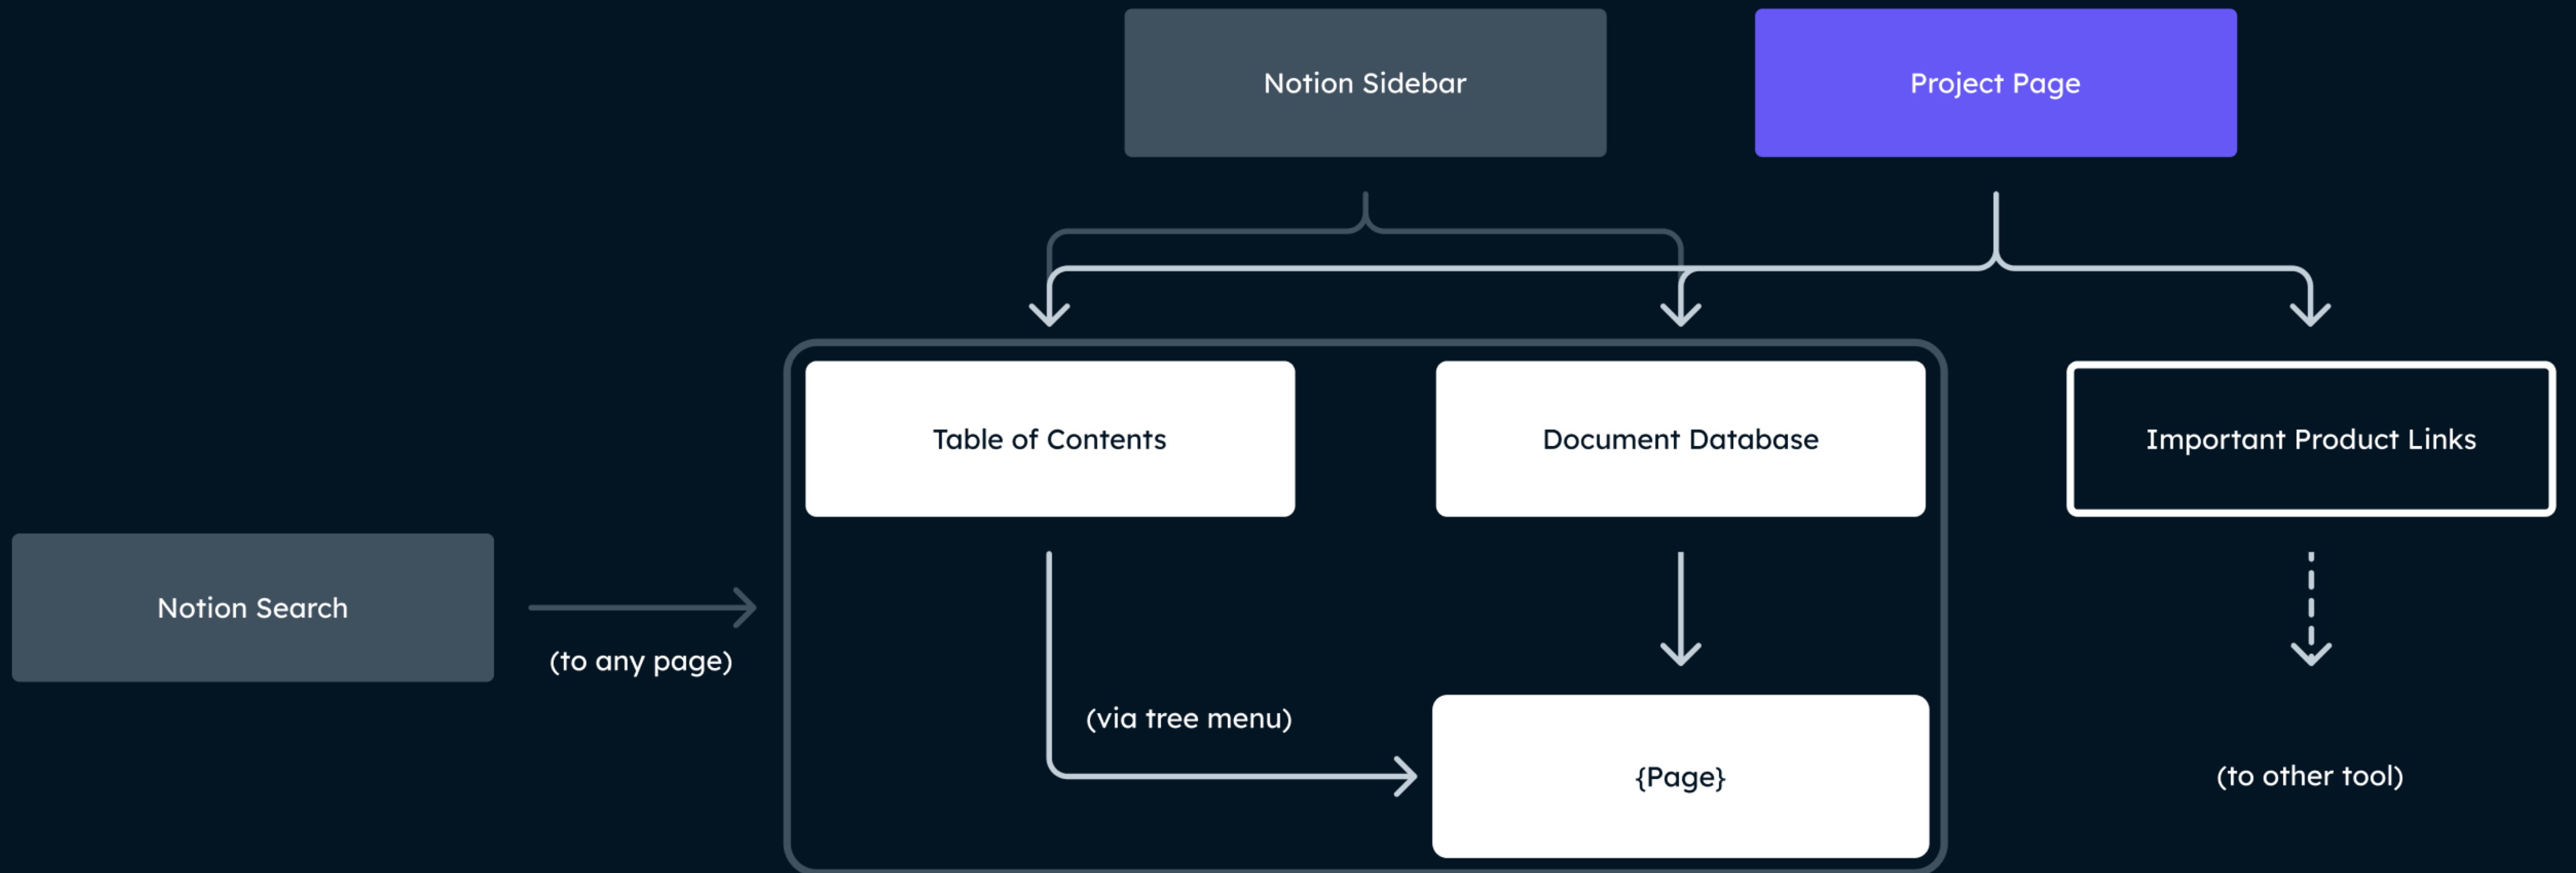 Notion Sidebar
Project Page
Table of Contents
Document Database
Important Product Links
Notion Search
(to any page)
(via tree menu)
{Page}
(to other tool)